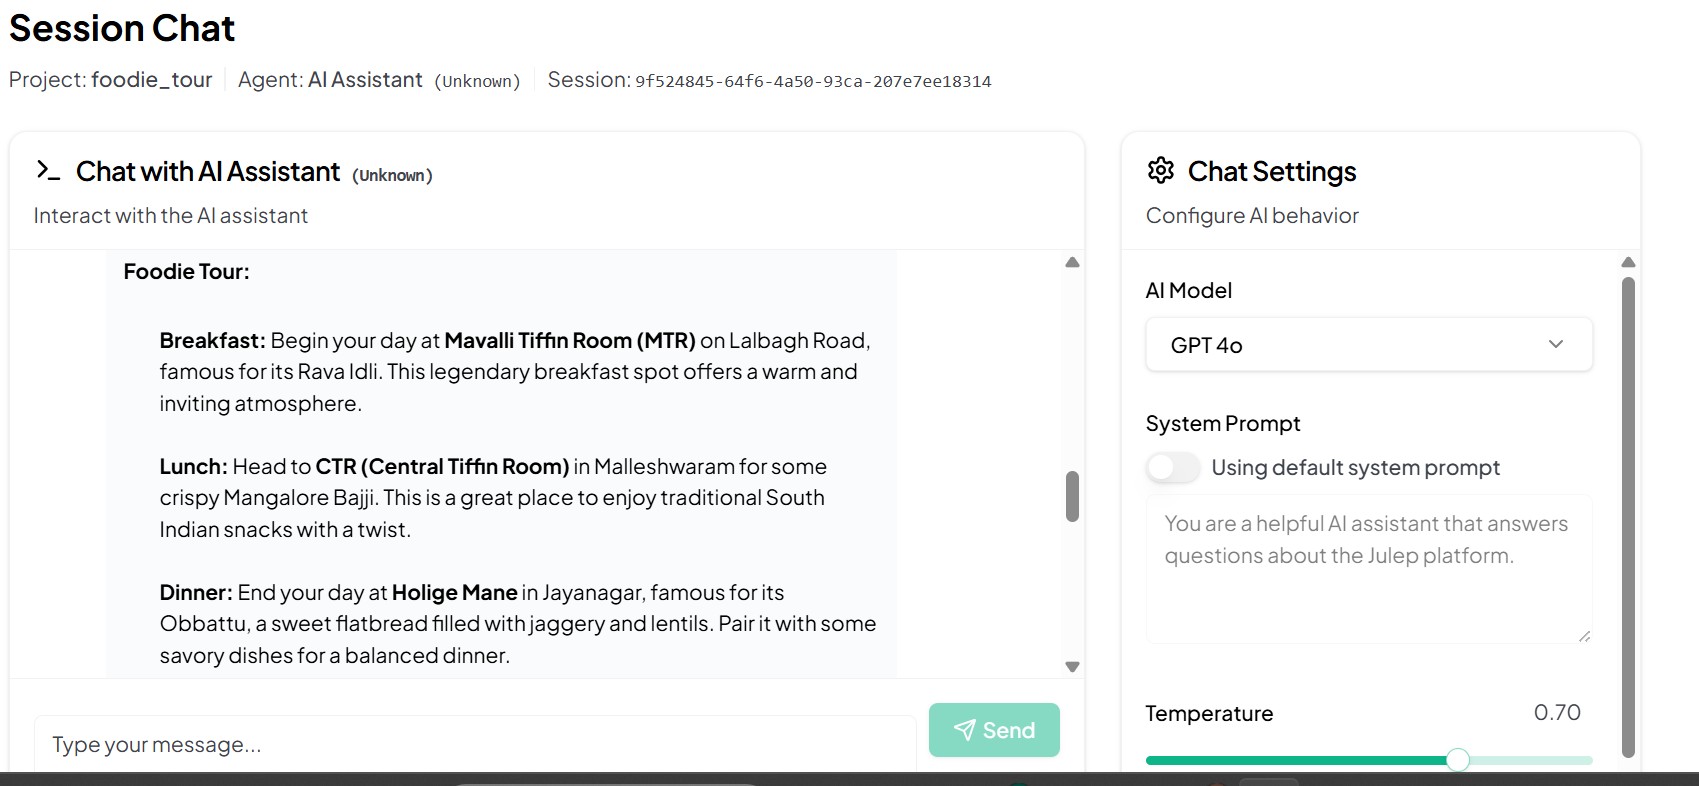 Session Chat
Project: foodie_tour Agent: AI Assistant (Unknown) Session: 9f524845-64f6-4a50-93ca-207e7ee18314
Chat with AI Assistant (Unknown)
Interact with the AI assistant
Foodie Tour:
Breakfast: Begin your day at Mavalli Tiffin Room (MTR) on Lalbagh Road,
famous for its Rava Idli. This legendary breakfast spot offers a warm and
inviting atmosphere.
Lunch: Head to CTR (Central Tiffin Room) in Malleshwaram for some
crispy Mangalore Bajji. This is a great place to enjoy traditional South
Indian snacks with a twist.
Dinner: End your day at Holige Mane in Jayanagar, famous for its
Obbattu, a sweet flatbread filled with jaggery and lentils. Pair it with some
savory dishes for a balanced dinner.
Type your message...
Send
Chat Settings
Configure AI behavior
AI Model
GPT 4o
System Prompt
Using default system prompt
You are a helpful AI assistant that answers
questions about the Julep platform.
Temperature 0.70